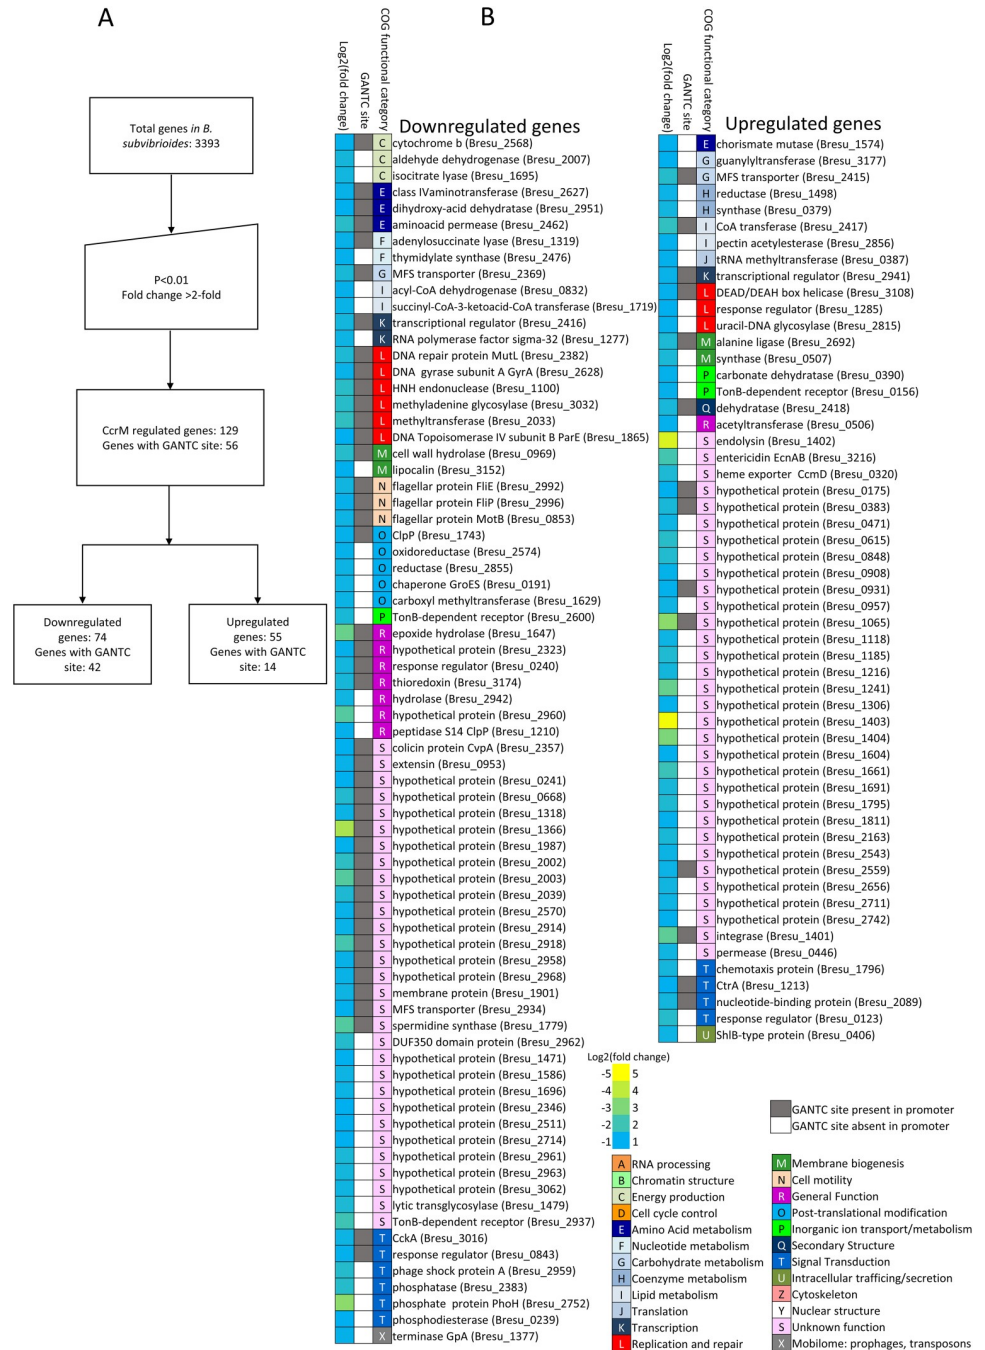 A
B
Total genes in B.
subvibrioides: 3393
P<0.01
Fold change >2-fold
CcrM regulated genes: 129
Genes with GANTC site: 56
Downregulated
genes: 74
Genes with GANTC
site: 42
Upregulated
genes: 55
Genes with GANTC
site: 14
Log2(fold change)
GANTC site
COG functional category
Downregulated genes
C cytochrome b (Bresu_2568)
C aldehyde dehydrogenase (Bresu_2007)
C isocitrate lyase (Bresu_1695)
E class IVaminotransferase (Bresu_2627)
E dihydroxy-acid dehydratase (Bresu_2951)
E aminoacid permease (Bresu_2462)
F adenylosuccinate lyase (Bresu_1319)
F thymidylate synthase (Bresu_2476)
G MFS transporter (Bresu_2369)
I acyl-CoA dehydrogenase (Bresu_0832)
I succinyl-CoA-3-ketoacid-CoA transferase (Bresu_1719)
K transcriptional regulator (Bresu_2416)
K RNA polymerase factor sigma-32 (Bresu_1277)
L DNA repair protein MutL (Bresu_2382)
L DNA gyrase subunit A GyrA (Bresu_2628)
L HNH endonuclease (Bresu_1100)
L methyladenine glycosylase (Bresu_3032)
L methyltransferase (Bresu_2033)
L DNA Topoisomerase IV subunit B ParE (Bresu_1865)
M cell wall hydrolase (Bresu_0969)
M lipocalin (Bresu_3152)
N flagellar protein FliE (Bresu_2992)
N flagellar protein FliP (Bresu_2996)
N flagellar protein MotB (Bresu_0853)
O ClpP (Bresu_1743)
O oxidoreductase (Bresu_2574)
O reductase (Bresu_2855)
O chaperone GroES (Bresu_0191)
O carboxyl methyltransferase (Bresu_1629)
P TonB-dependent receptor (Bresu_2600)
R epoxide hydrolase (Bresu_1647)
R hypothetical protein (Bresu_2323)
R response regulator (Bresu_0240)
R thioredoxin (Bresu_3174)
R hydrolase (Bresu_2942)
R hypothetical protein (Bresu_2960)
R peptidase S14 ClpP (Bresu_1210)
S colicin protein CvpA (Bresu_2357)
S extensin (Bresu_0953)
S hypothetical protein (Bresu_0241)
S hypothetical protein (Bresu_0668)
S hypothetical protein (Bresu_1318)
S hypothetical protein (Bresu_1366)
S hypothetical protein (Bresu_1987)
S hypothetical protein (Bresu_2002)
S hypothetical protein (Bresu_2003)
S hypothetical protein (Bresu_2039)
S hypothetical protein (Bresu_2570)
S hypothetical protein (Bresu_2914)
S hypothetical protein (Bresu_2918)
S hypothetical protein (Bresu_2958)
S hypothetical protein (Bresu_2968)
S membrane protein (Bresu_1901)
S MFS transporter (Bresu_2934)
S spermidine synthase (Bresu_1779)
S DUF350 domain protein (Bresu_2962)
S hypothetical protein (Bresu_1471)
S hypothetical protein (Bresu_1586)
S hypothetical protein (Bresu_1696)
S hypothetical protein (Bresu_2346)
S hypothetical protein (Bresu_2511)
S hypothetical protein (Bresu_2714)
S hypothetical protein (Bresu_2961)
S hypothetical protein (Bresu_2963)
S hypothetical protein (Bresu_3062)
S lytic transglycosylase (Bresu_1479)
S TonB-dependent receptor (Bresu_2937)
T CckA (Bresu_3016)
T response regulator (Bresu_0843)
T phage shock protein A (Bresu_2959)
T phosphatase (Bresu_2383)
T phosphate protein PhoH (Bresu_2752)
T phosphodiesterase (Bresu_0239)
X terminase GpA (Bresu_1377)
Log2(fold change)
GANTC site
COG functional category
Upregulated genes
E chorismate mutase (Bresu_1574)
G guanylyltransferase (Bresu_3177)
G MFS transporter (Bresu_2415)
H reductase (Bresu_1498)
H synthase (Bresu_0379)
I CoA transferase (Bresu_2417)
I pectin acetylesterase (Bresu_2856)
J tRNA methyltransferase (Bresu_0387)
K transcriptional regulator (Bresu_2941)
L DEAD/DEAH box helicase (Bresu_3108)
L response regulator (Bresu_1285)
L uracil-DNA glycosylase (Bresu_2815)
M alanine ligase (Bresu_2692)
M synthase (Bresu_0507)
P carbonate dehydratase (Bresu_0390)
P TonB-dependent receptor (Bresu_0156)
Q dehydratase (Bresu_2418)
R acetyltransferase (Bresu_0506)
S endolysin (Bresu_1402)
S entericidin EcnAB (Bresu_3216)
S heme exporter CcmD (Bresu_0320)
S hypothetical protein (Bresu_0175)
S hypothetical protein (Bresu_0383)
S hypothetical protein (Bresu_0471)
S hypothetical protein (Bresu_0615)
S hypothetical protein (Bresu_0848)
S hypothetical protein (Bresu_0908)
S hypothetical protein (Bresu_0931)
S hypothetical protein (Bresu_0957)
S hypothetical protein (Bresu_1065)
S hypothetical protein (Bresu_1118)
S hypothetical protein (Bresu_1185)
S hypothetical protein (Bresu_1216)
S hypothetical protein (Bresu_1241)
S hypothetical protein (Bresu_1306)
S hypothetical protein (Bresu_1403)
S hypothetical protein (Bresu_1404)
S hypothetical protein (Bresu_1604)
S hypothetical protein (Bresu_1661)
S hypothetical protein (Bresu_1691)
S hypothetical protein (Bresu_1795)
S hypothetical protein (Bresu_1811)
S hypothetical protein (Bresu_2163)
S hypothetical protein (Bresu_2543)
S hypothetical protein (Bresu_2559)
S hypothetical protein (Bresu_2656)
S hypothetical protein (Bresu_2711)
S hypothetical protein (Bresu_2742)
S integrase (Bresu_1401)
S permease (Bresu_0446)
T chemotaxis protein (Bresu_1796)
T CtrA (Bresu_1213)
T nucleotide-binding protein (Bresu_2089)
T response regulator (Bresu_0123)
U ShlB-type protein (Bresu_0406)
Log2(fold change)
-5 5
-4 4
-3 3
-2 2
-1 1
GANTC site present in promoter
GANTC site absent in promoter
A RNA processing
B Chromatin structure
C Energy production
D Cell cycle control
E Amino Acid metabolism
F Nucleotide metabolism
G Carbohydrate metabolism
H Coenzyme metabolism
I Lipid metabolism
J Translation
K Transcription
L Replication and repair
M Membrane biogenesis
N Cell motility
R General Function
O Post-translational modification
P Inorganic ion transport/metabolism
Q Secondary Structure
T Signal Transduction
U Intracellular trafficing/secretion
Z Cytoskeleton
Y Nuclear structure
S Unknown function
X Mobilome: prophages, transposons